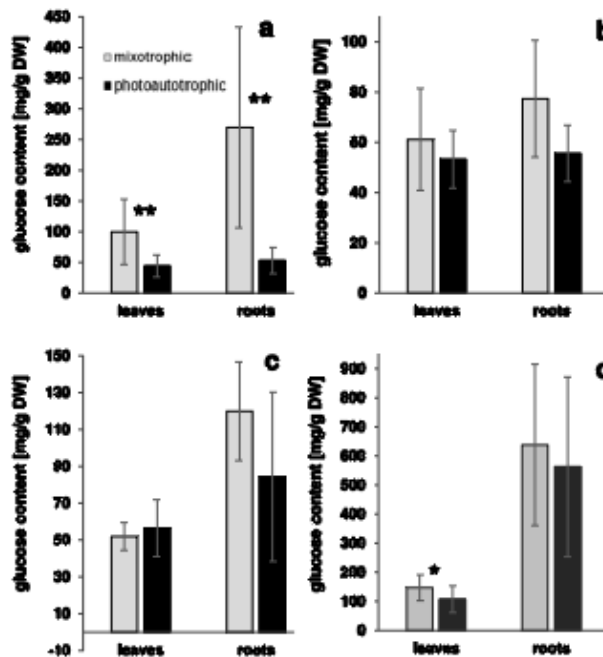 a
mixotrophic
photoautotrophic
**
**
glucose content [mg/g DW]
450
400
350
300
250
200
150
100
50
0
leaves
roots
b
glucose content [mg/g DW]
100
80
60
40
20
0
leaves
roots
c
glucose content [mg/g DW]
150
130
110
90
70
50
30
10
-10
leaves
roots
glucose content [mg/g DW]
900
800
700
600
500
400
300
200
100
0
*
leaves
roots